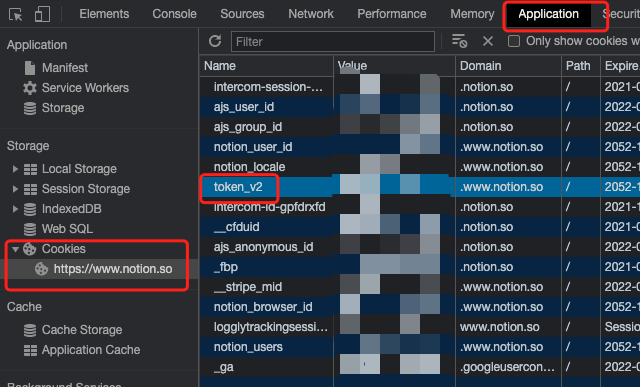 Elements Console Sources Network Performance Memory Application Securit
Application
Manifest
Service Workers
Storage
Storage
Local Storage
Session Storage
IndexedDB
Web SQL
Cookies
https://www.notion.so
Cache
Cache Storage
Application Cache
Background Services
Filter
Only show cookies w
Name Value Domain Path Expire
intercom-session-... .notion.so / 2021-0
ajs_user_id .notion.so / 2022-0
ajs_group_id .notion.so / 2022-0
notion_user_id .www.notion.so / 2052-1
notion_locale .www.notion.so / 2052-1
token_v2 .www.notion.so / 2052-1
intercom-id-gpfdrxfd .notion.so / 2021-1
__cfduid .notion.so / 2021-0
ajs_anonymous_id .notion.so / 2022-0
_fbp .notion.so / 2021-0
__stripe_mid .www.notion.so / 2022-0
notion_browser_id .www.notion.so / 2052-1
logglytrackingsessi... www.notion.so / Sessio
notion_users .www.notion.so / 2052-1
_ga .googleusercon... / 2022-0